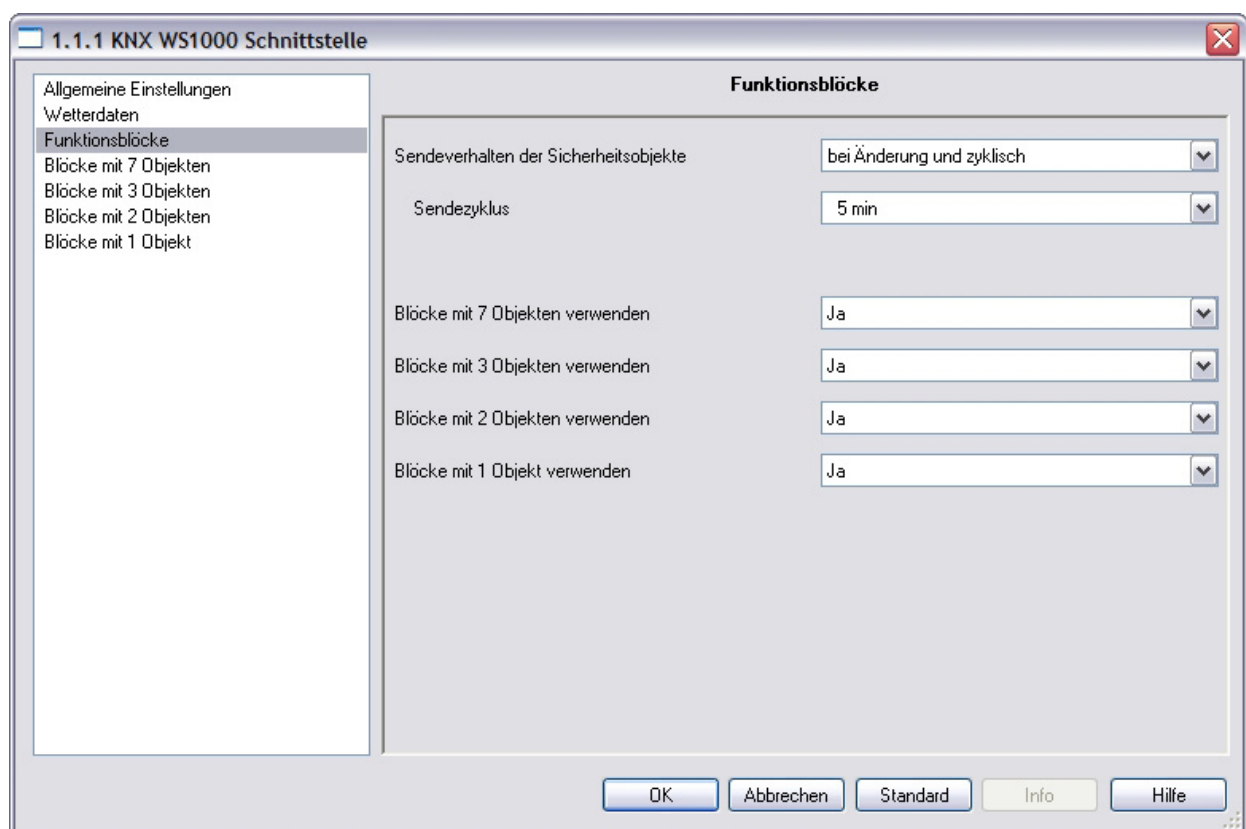 1.1.1 KNX WS1000 Schnittstelle
Allgemeine Einstellungen
Wetterdaten
Funktionsblöcke
Blöcke mit 7 Objekten
Blöcke mit 3 Objekten
Blöcke mit 2 Objekten
Blöcke mit 1 Objekt
Funktionsblöcke
Sendeverhalten der Sicherheitsobjekte bei Änderung und zyklisch
Sendezyklus 5 min
Blöcke mit 7 Objekten verwenden Ja
Blöcke mit 3 Objekten verwenden Ja
Blöcke mit 2 Objekten verwenden Ja
Blöcke mit 1 Objekt verwenden Ja
OK Abbrechen Standard Info Hilfe